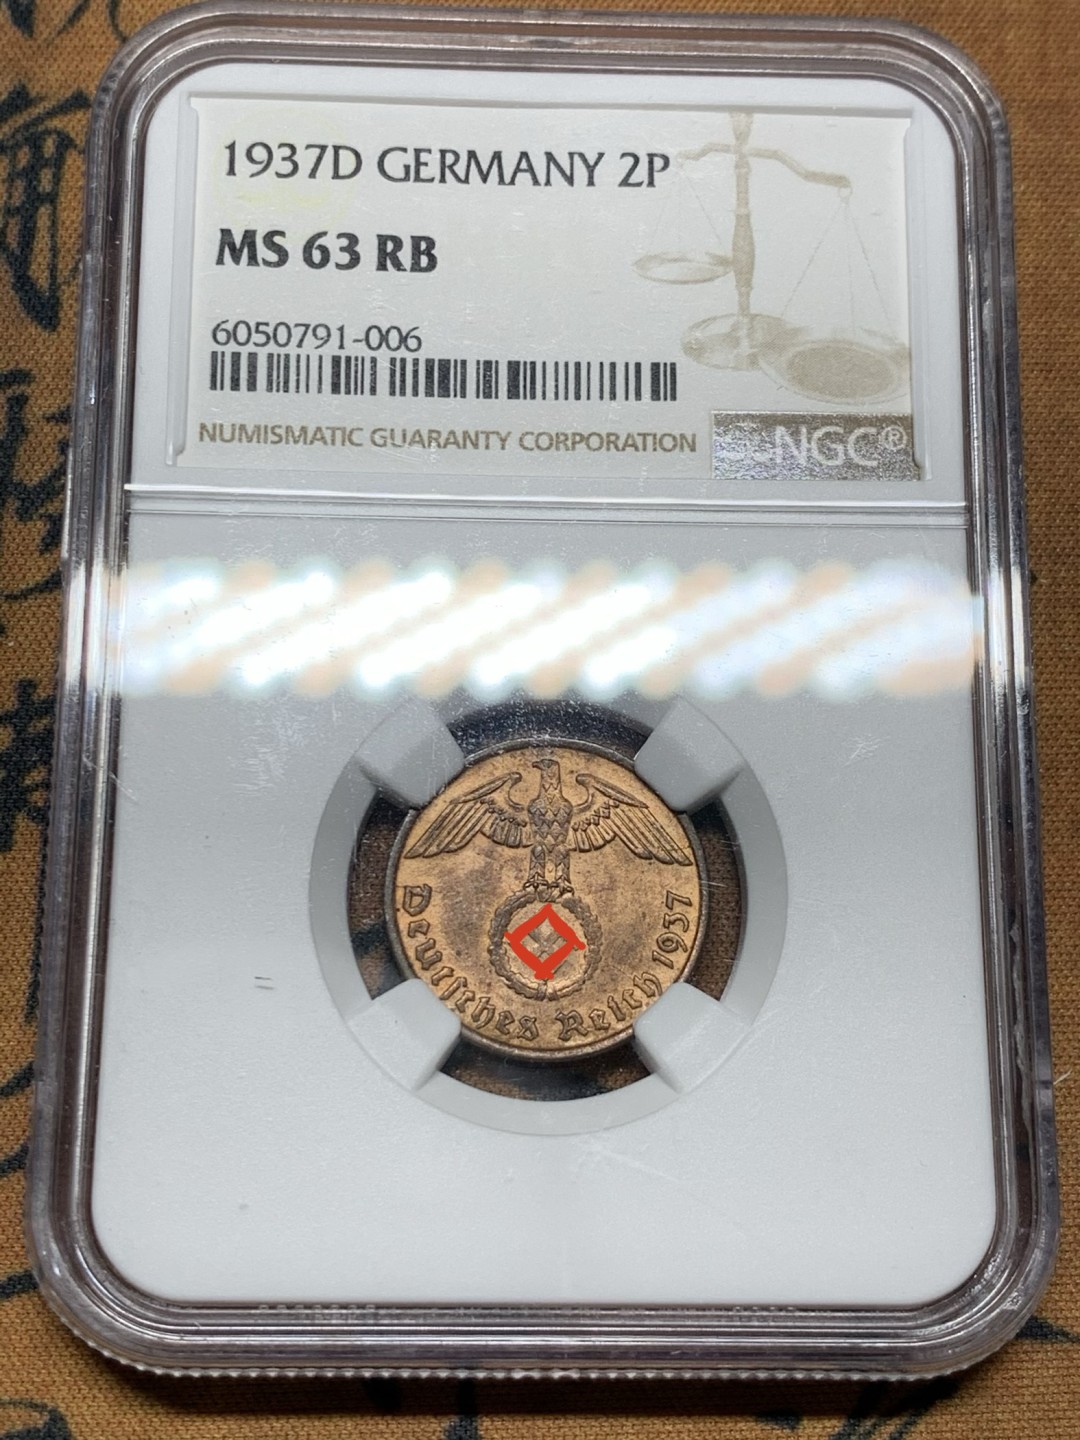 1937D GERMANY 2P
MS 63 RB
6050791-006
NUMISMATIC GUARANTY CORPORATION
NGC®
Deutsches Reich 1937